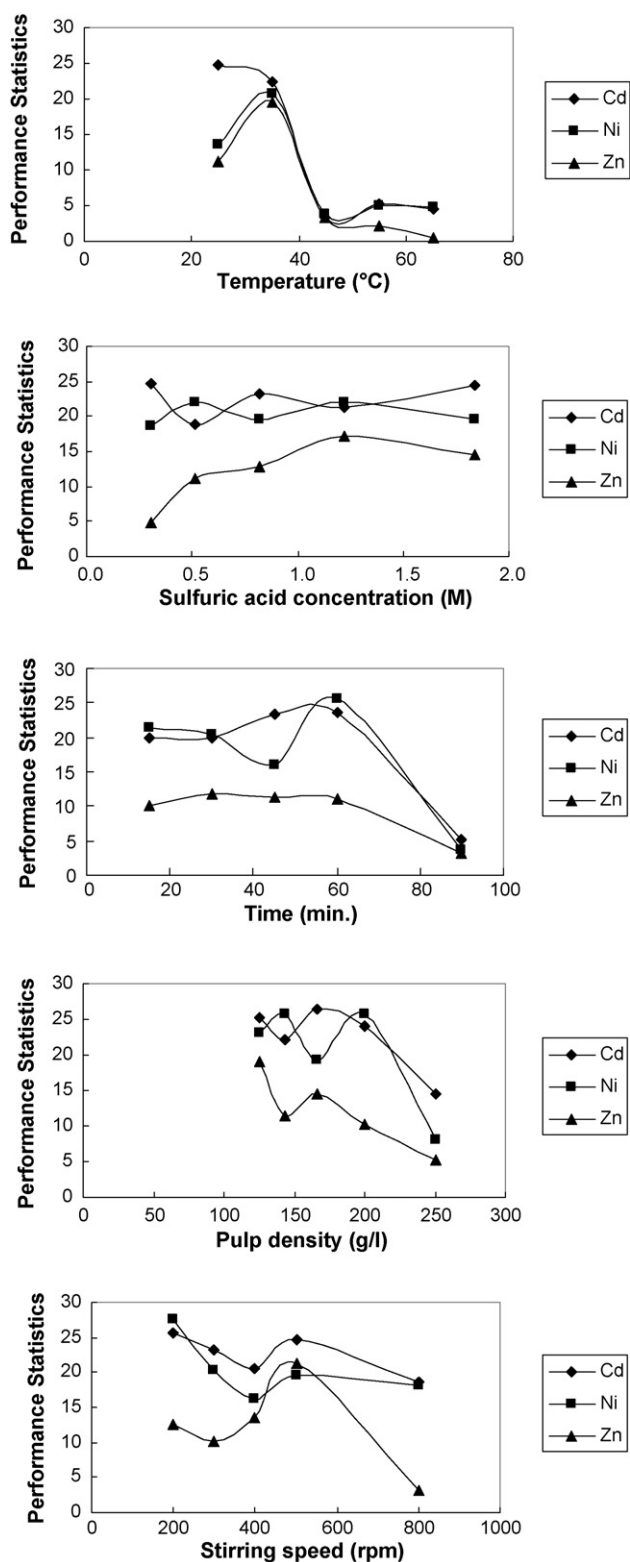 Performance Statistics
30
25
20
15
10
5
0
0 20 40 60 80
Temperature (°C)
Cd
Ni
Zn
Performance Statistics
30
25
20
15
10
5
0
0.0 0.5 1.0 1.5 2.0
Sulfuric acid concentration (M)
Cd
Ni
Zn
Performance Statistics
30
25
20
15
10
5
0
0 20 40 60 80 100
Time (min.)
Cd
Ni
Zn
Performance Statistics
30
25
20
15
10
5
0
0 50 100 150 200 250 300
Pulp density (g/l)
Cd
Ni
Zn
Performance Statistics
30
25
20
15
10
5
0
0 200 400 600 800 1000
Stirring speed (rpm)
Cd
Ni
Zn